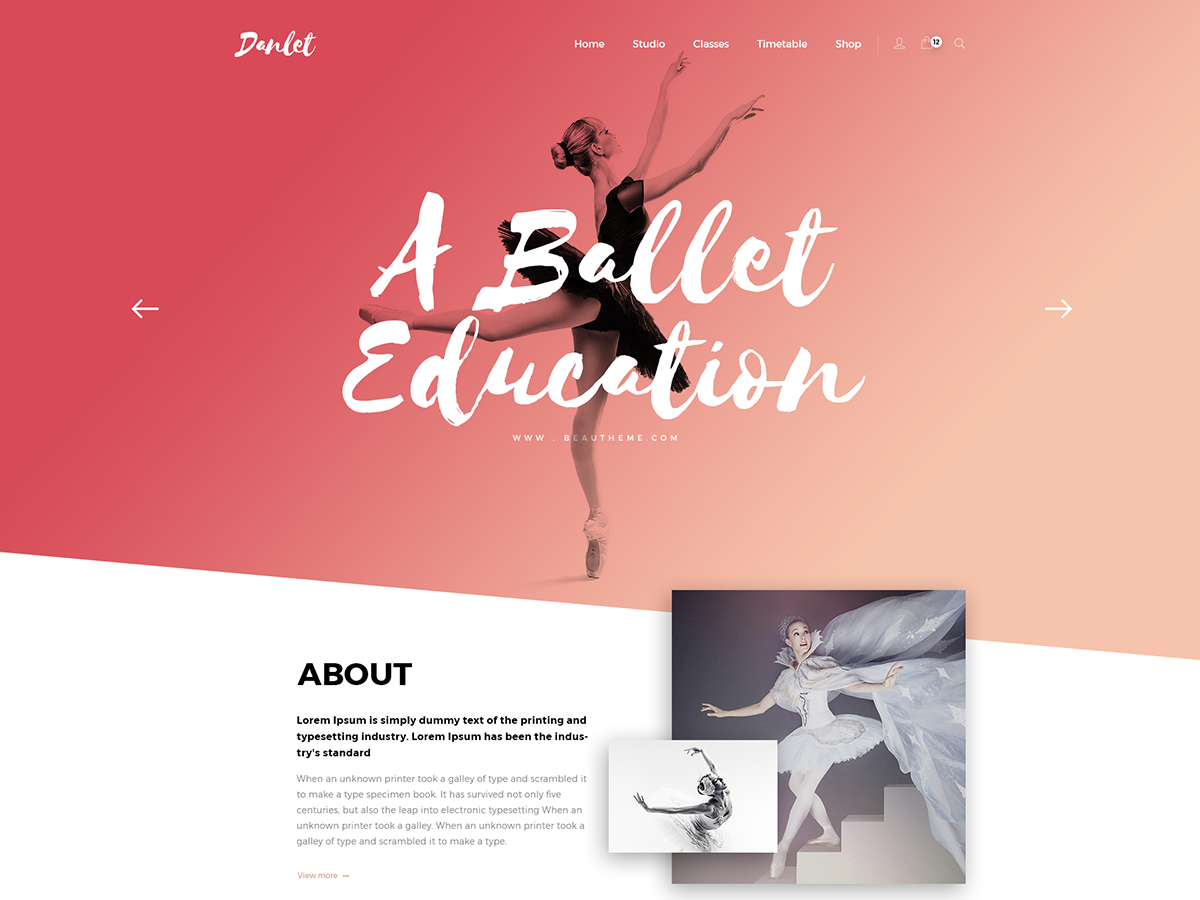 Danlet
Home Studio Classes Timetable Shop 12
A Ballet
Education
WWW . BEAUTHEME.COM
ABOUT
Lorem Ipsum is simply dummy text of the printing and
typesetting industry. Lorem Ipsum has been the indus-
try's standard
When an unknown printer took a galley of type and scrambled it
to make a type specimen book. It has survived not only five
centuries, but also the leap into electronic typesetting When an
unknown printer took a galley. When an unknown printer took a
galley of type and scrambled it to make a type.
View more →